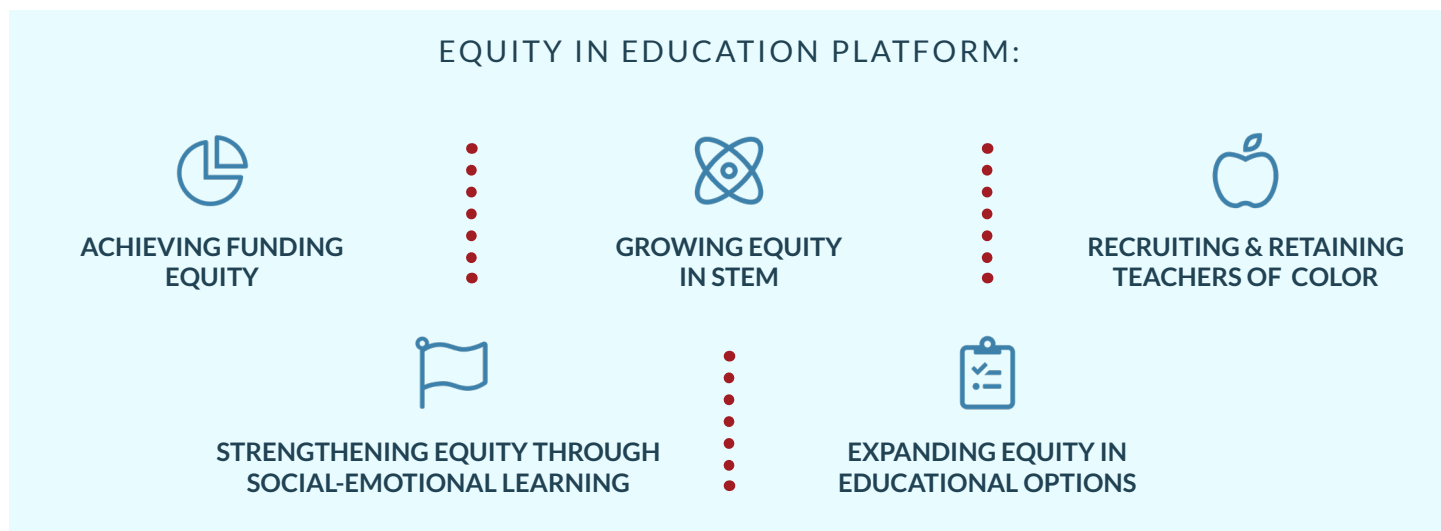 EQUITY IN EDUCATION PLATFORM:
ACHIEVING FUNDING
EQUITY
GROWING EQUITY
IN STEM
RECRUITING & RETAINING
TEACHERS OF COLOR
STRENGTHENING EQUITY THROUGH
SOCIAL-EMOTIONAL LEARNING
EXPANDING EQUITY IN
EDUCATIONAL OPTIONS